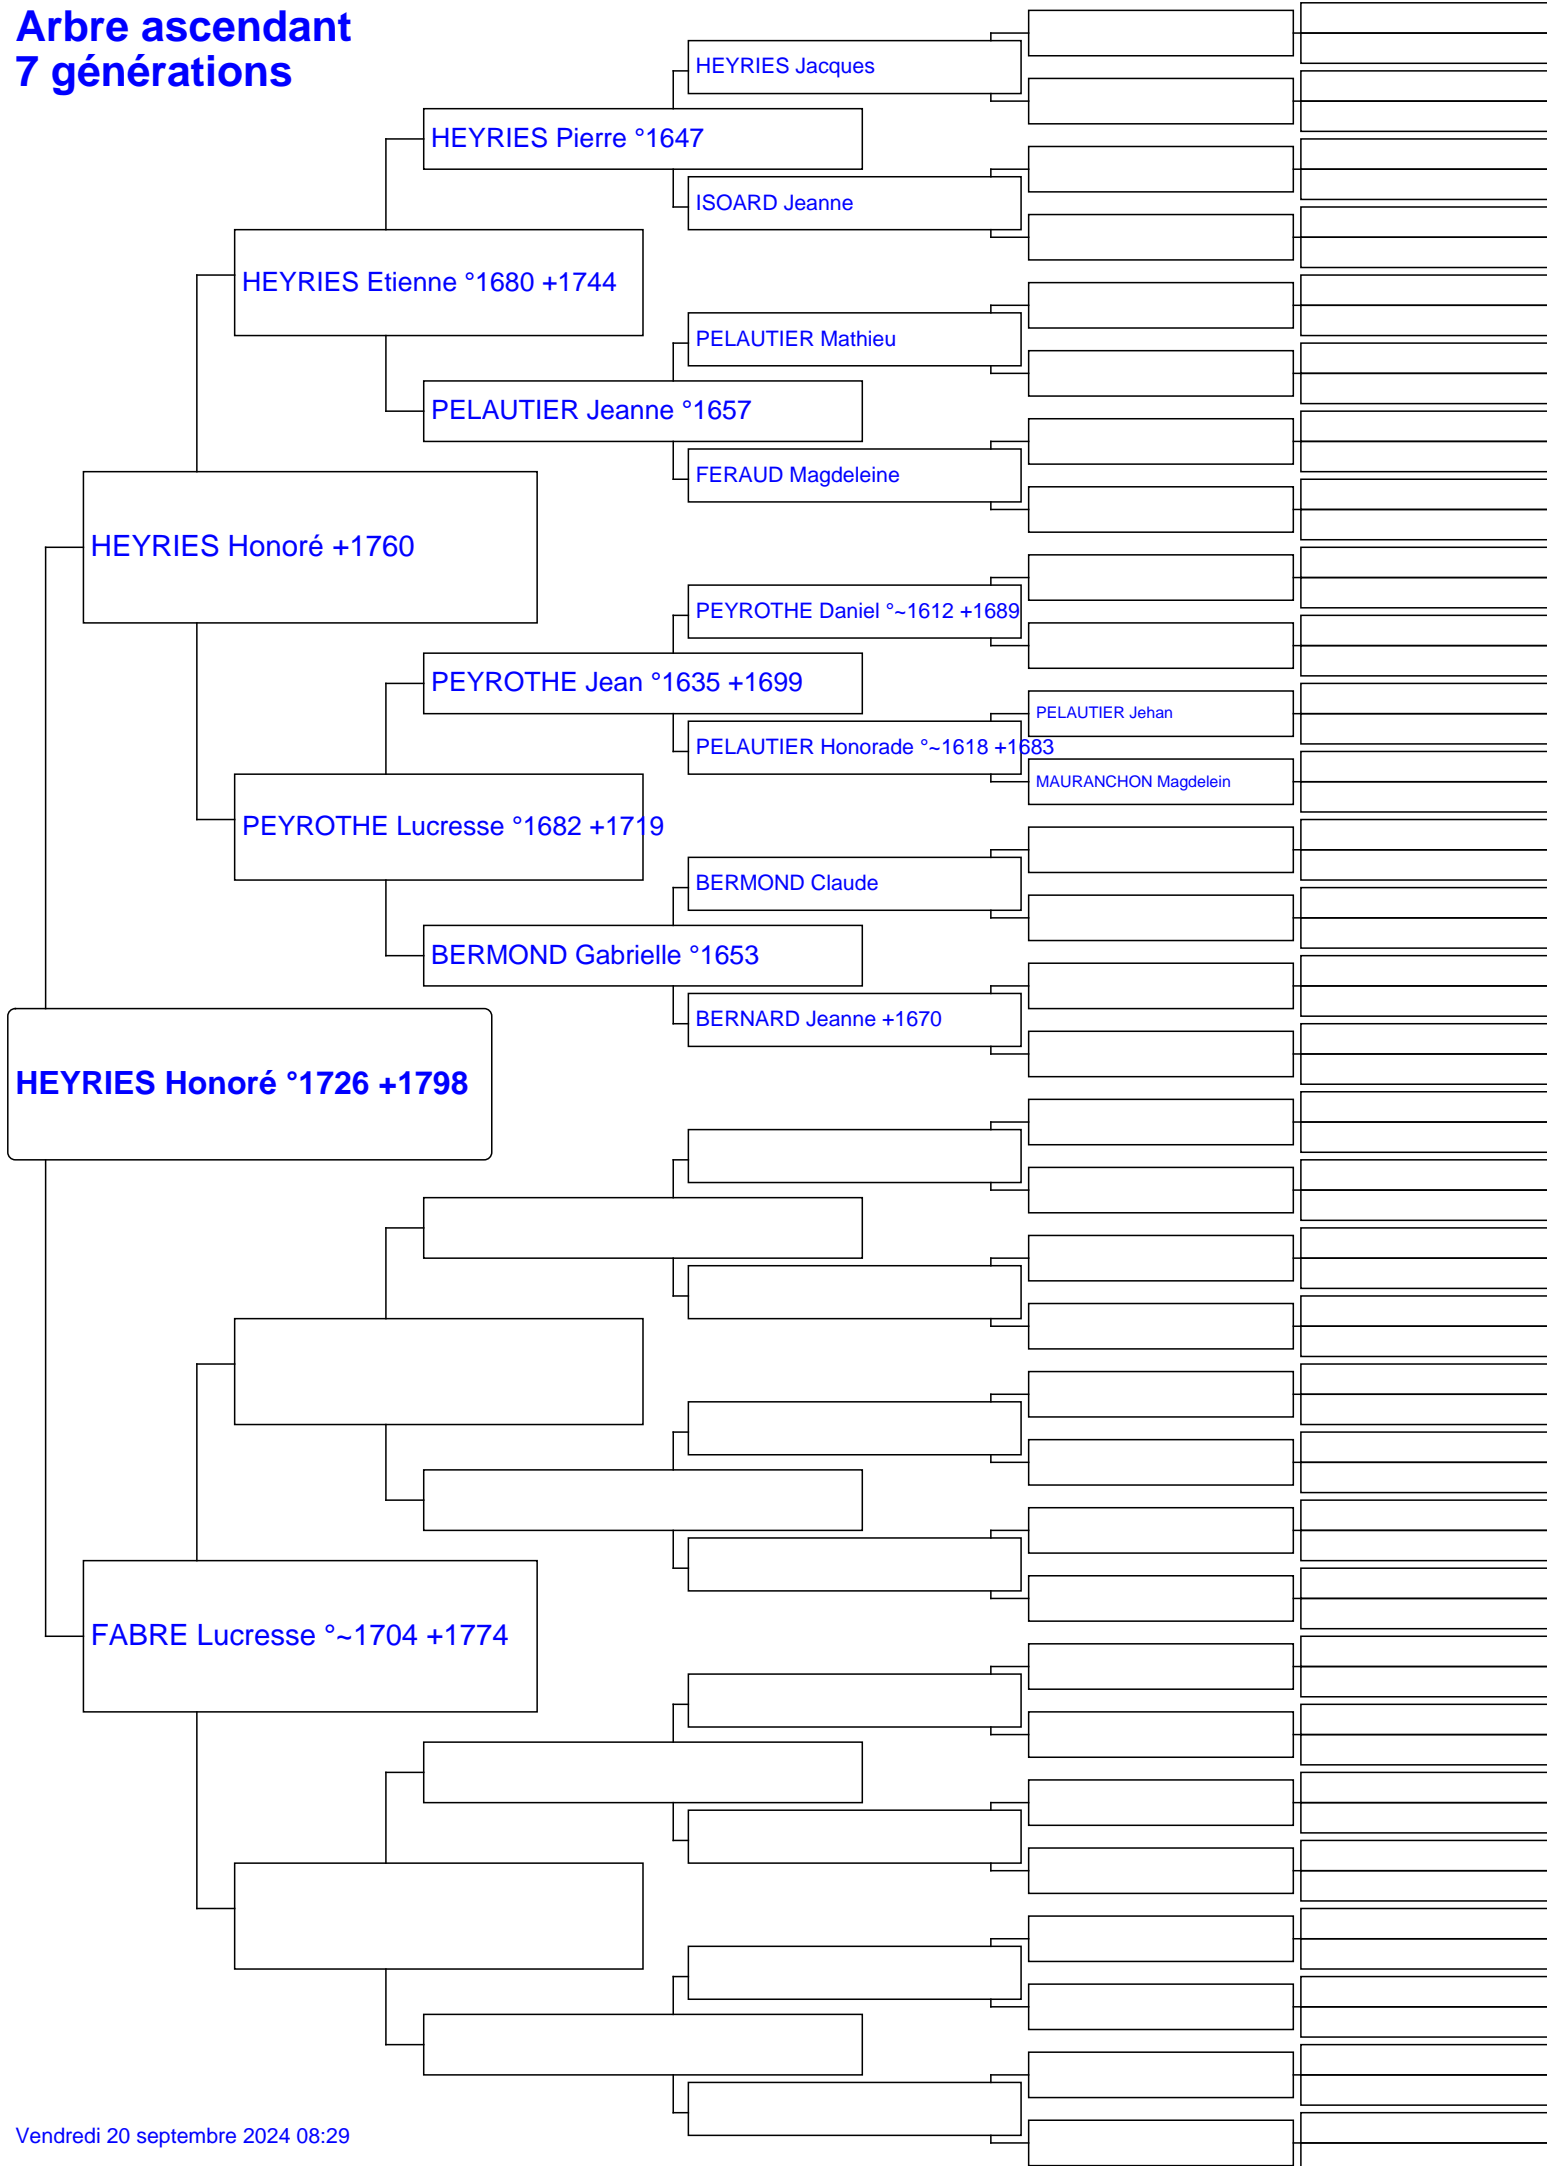 Arbre ascendant
7 générations
HEYRIES Jacques
HEYRIES Pierre °1647
ISOARD Jeanne
HEYRIES Etienne °1680 +1744
PELAUTIER Mathieu
PELAUTIER Jeanne °1657
FERAUD Magdeleine
HEYRIES Honoré +1760
PEYROTHE Daniel °~1612 +1689
PEYROTHE Jean °1635 +1699
PELAUTIER Jehan
PELAUTIER Honorade °~1618 +1683
MAURANCHON Magdelein
PEYROTHE Lucresse °1682 +1719
BERMOND Claude
BERMOND Gabrielle °1653
BERNARD Jeanne +1670
HEYRIES Honoré °1726 +1798
FABRE Lucresse °~1704 +1774
Vendredi 20 septembre 2024 08:29